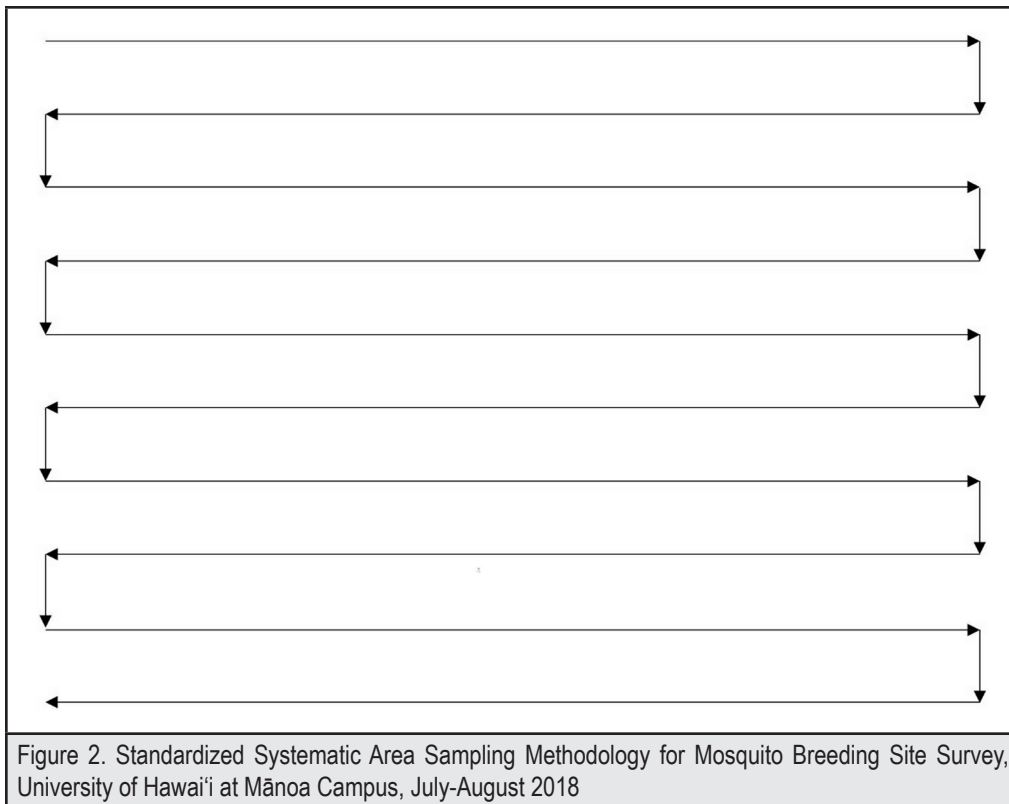 Figure 2. Standardized Systematic Area Sampling Methodology for Mosquito Breeding Site Survey,
University of Hawai‘i at Mānoa Campus, July-August 2018